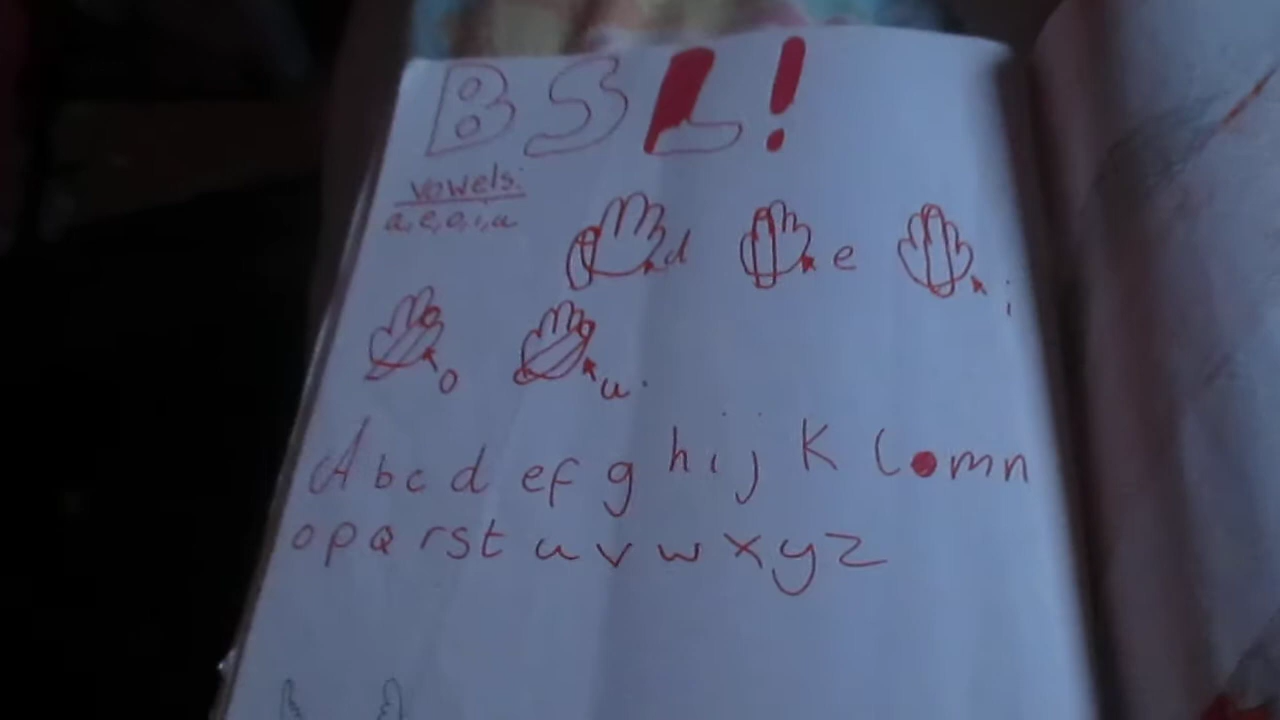 BSL!
vowels:
a, e, o, i, u
d e i
o u.
A b c d e f g h i j K l m n
o p q r s t u v w x y z